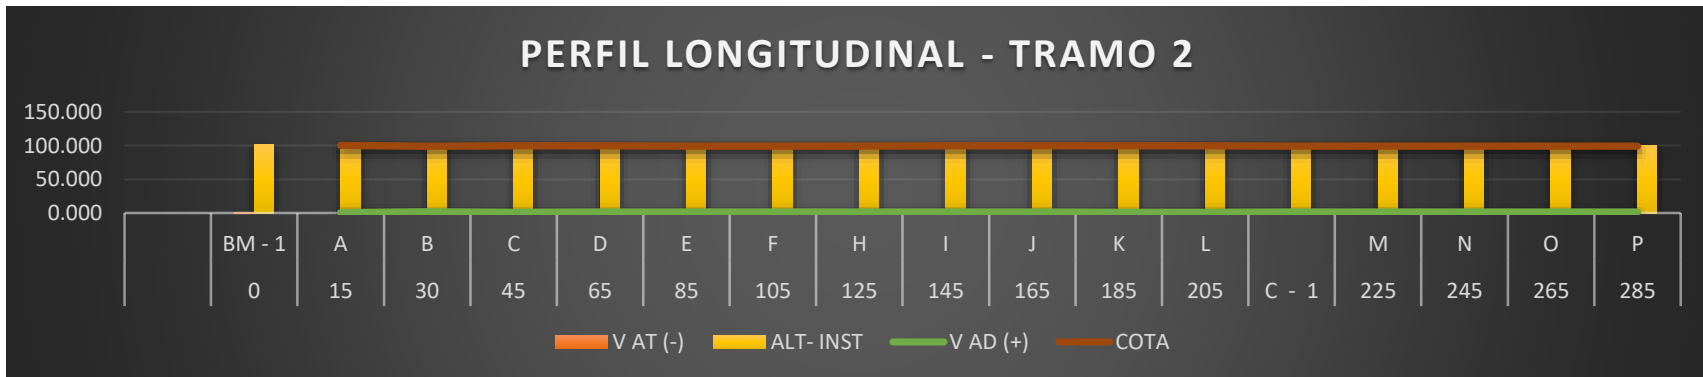 PERFIL LONGITUDINAL - TRAMO 2
150.000
100.000
50.000
0.000
BM - 1 A B C D E F H I J K L M N O P
0 15 30 45 65 85 105 125 145 165 185 205 C - 1 225 245 265 285
V AT (-) ALT- INST V AD (+) COTA